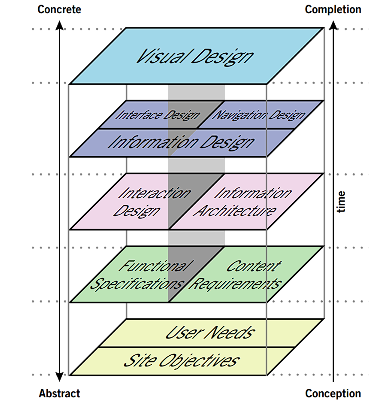 Concrete
Completion
Visual Design
Interface Design
Navigation Design
Information Design
Interaction
Design
Information
Architecture
time
Functional
Specifications
Content
Requirements
User Needs
Site Objectives
Abstract
Conception